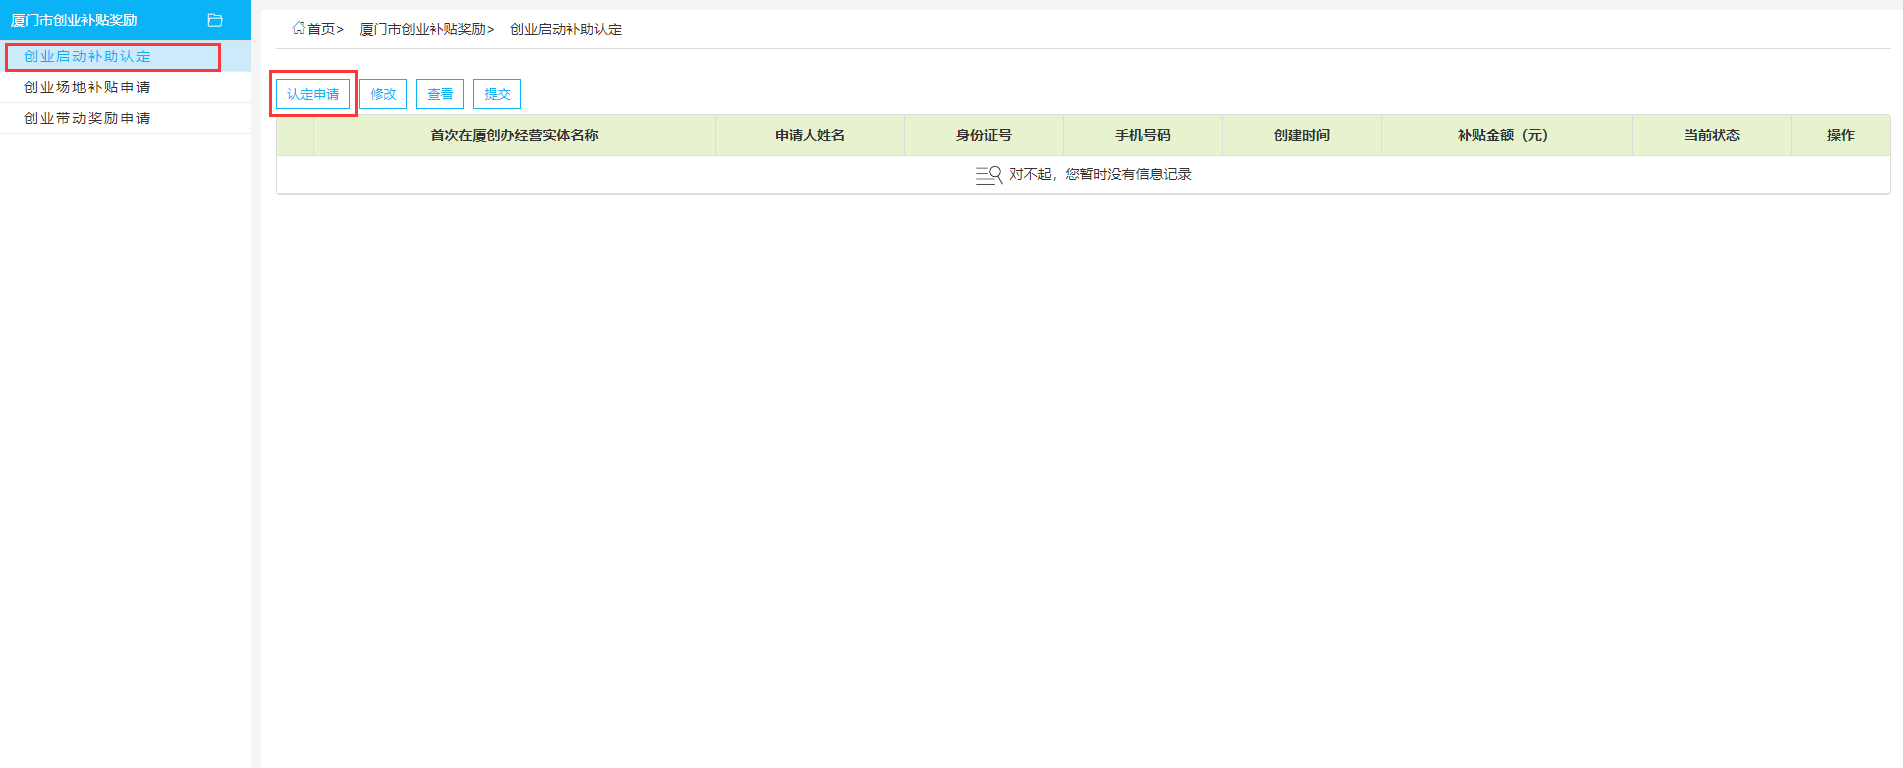 厦门市创业补贴奖励
创业启动补助认定
创业场地补贴申请
创业带动奖励申请
首页> 厦门市创业补贴奖励> 创业启动补助认定
认定申请 修改 查看 提交
首次在厦创办经营实体名称 申请人姓名 身份证号 手机号码 创建时间 补贴金额（元） 当前状态 操作
对不起，您暂时没有信息记录